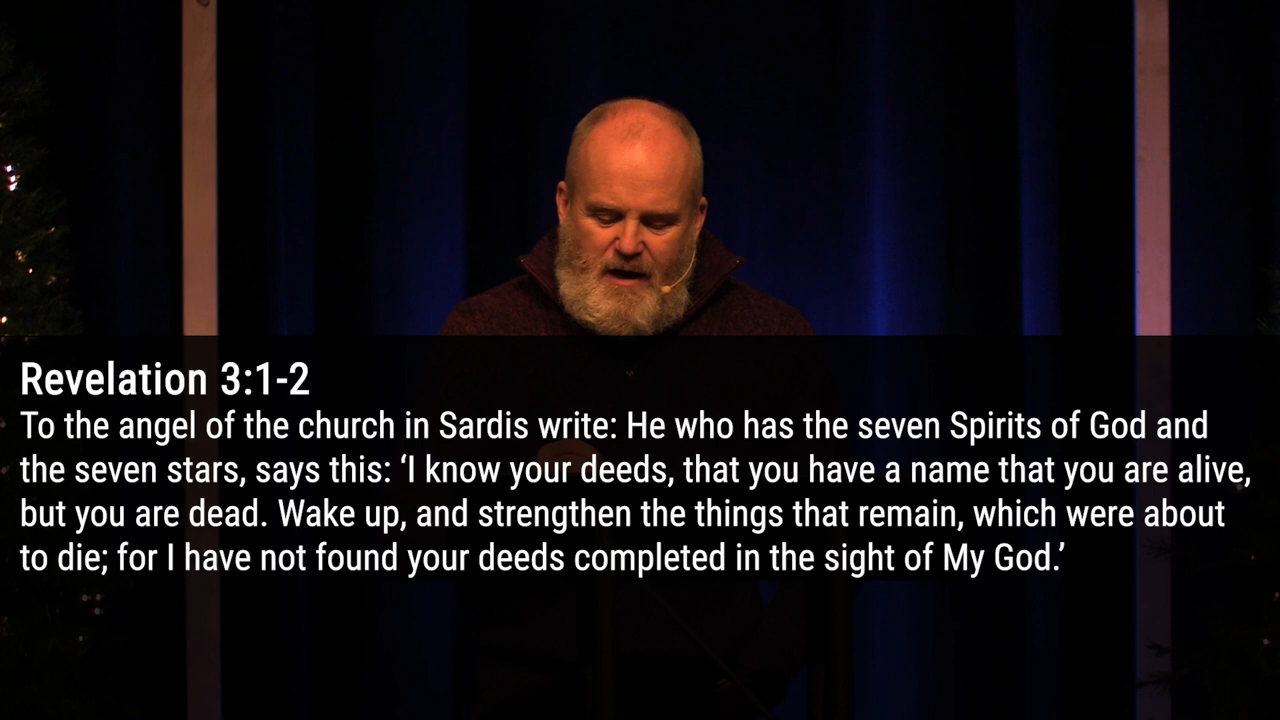 Revelation 3:1-2
To the angel of the church in Sardis write: He who has the seven Spirits of God and
the seven stars, says this: ‘I know your deeds, that you have a name that you are alive,
but you are dead. Wake up, and strengthen the things that remain, which were about
to die; for I have not found your deeds completed in the sight of My God.’